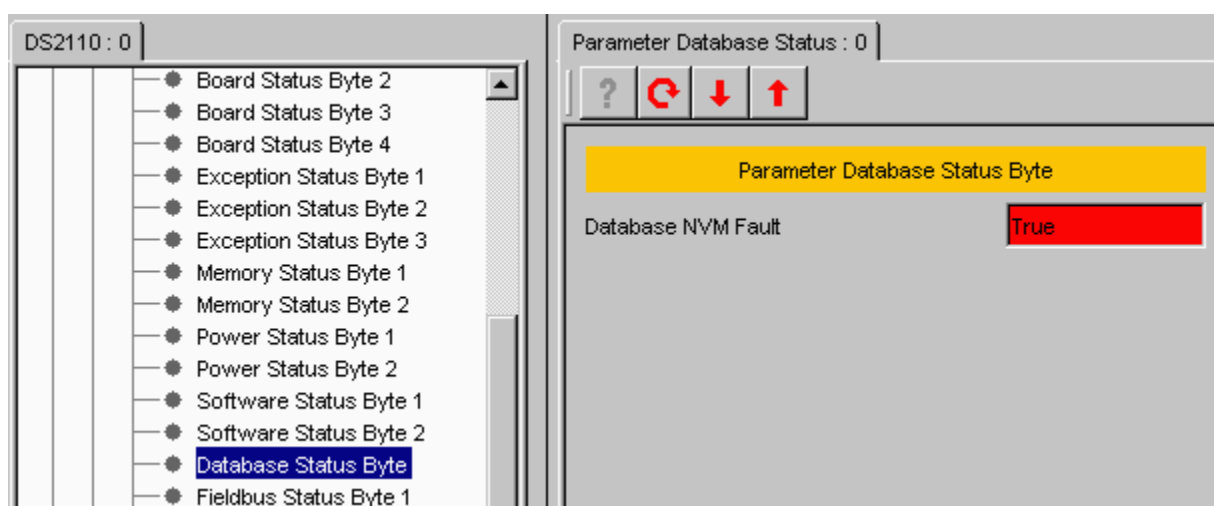 DS2110 : 0
Board Status Byte 2
Board Status Byte 3
Board Status Byte 4
Exception Status Byte 1
Exception Status Byte 2
Exception Status Byte 3
Memory Status Byte 1
Memory Status Byte 2
Power Status Byte 1
Power Status Byte 2
Software Status Byte 1
Software Status Byte 2
Database Status Byte
Fieldbus Status Byte 1
Parameter Database Status : 0
?
Parameter Database Status Byte
Database NVM Fault True